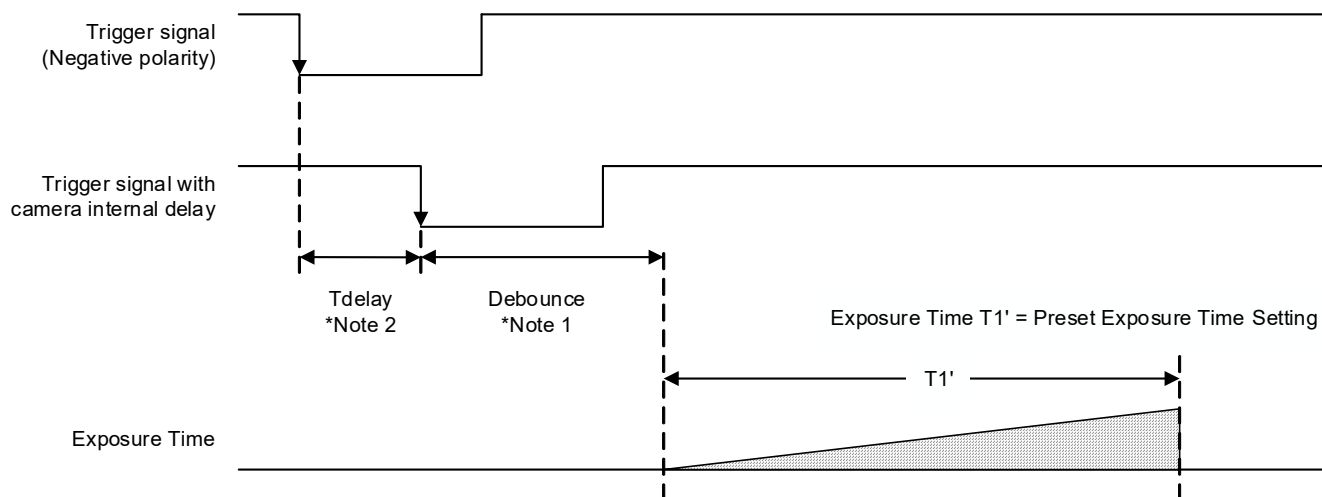 Trigger signal
(Negative polarity)
Trigger signal with
camera internal delay
Tdelay
*Note 2
Debounce
*Note 1
Exposure Time T1' = Preset Exposure Time Setting
T1'
Exposure Time